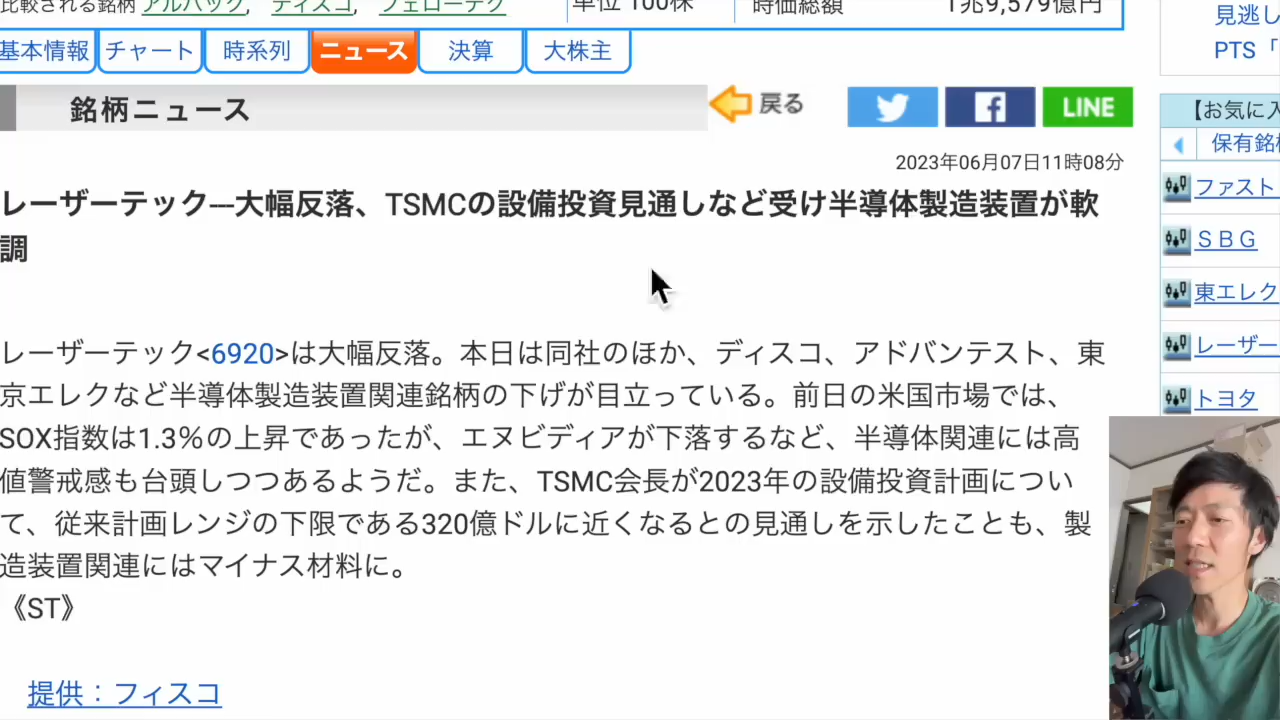 比較される銘柄 アルバック, ディスコ, フェローテク
単位 100株
時価総額
1兆9,579億円
基本情報
チャート
時系列
ニュース
決算
大株主
銘柄ニュース
戻る
LINE
2023年06月07日11時08分
レーザーテック---大幅反落、TSMCの設備投資見通しなど受け半導体製造装置が軟
調
レーザーテック<6920>は大幅反落。本日は同社のほか、ディスコ、アドバンテスト、東
京エレクなど半導体製造装置関連銘柄の下げが目立っている。前日の米国市場では、
SOX指数は1.3％の上昇であったが、エヌビディアが下落するなど、半導体関連には高
値警戒感も台頭しつつあるようだ。また、TSMC会長が2023年の設備投資計画につい
て、従来計画レンジの下限である320億ドルに近くなるとの見通しを示したことも、製
造装置関連にはマイナス材料に。
《ST》
提供：フィスコ
見逃し
PTS「
【お気に入
保有銘柄
ファスト
ＳＢＧ
東エレク
レーザー
トヨタ